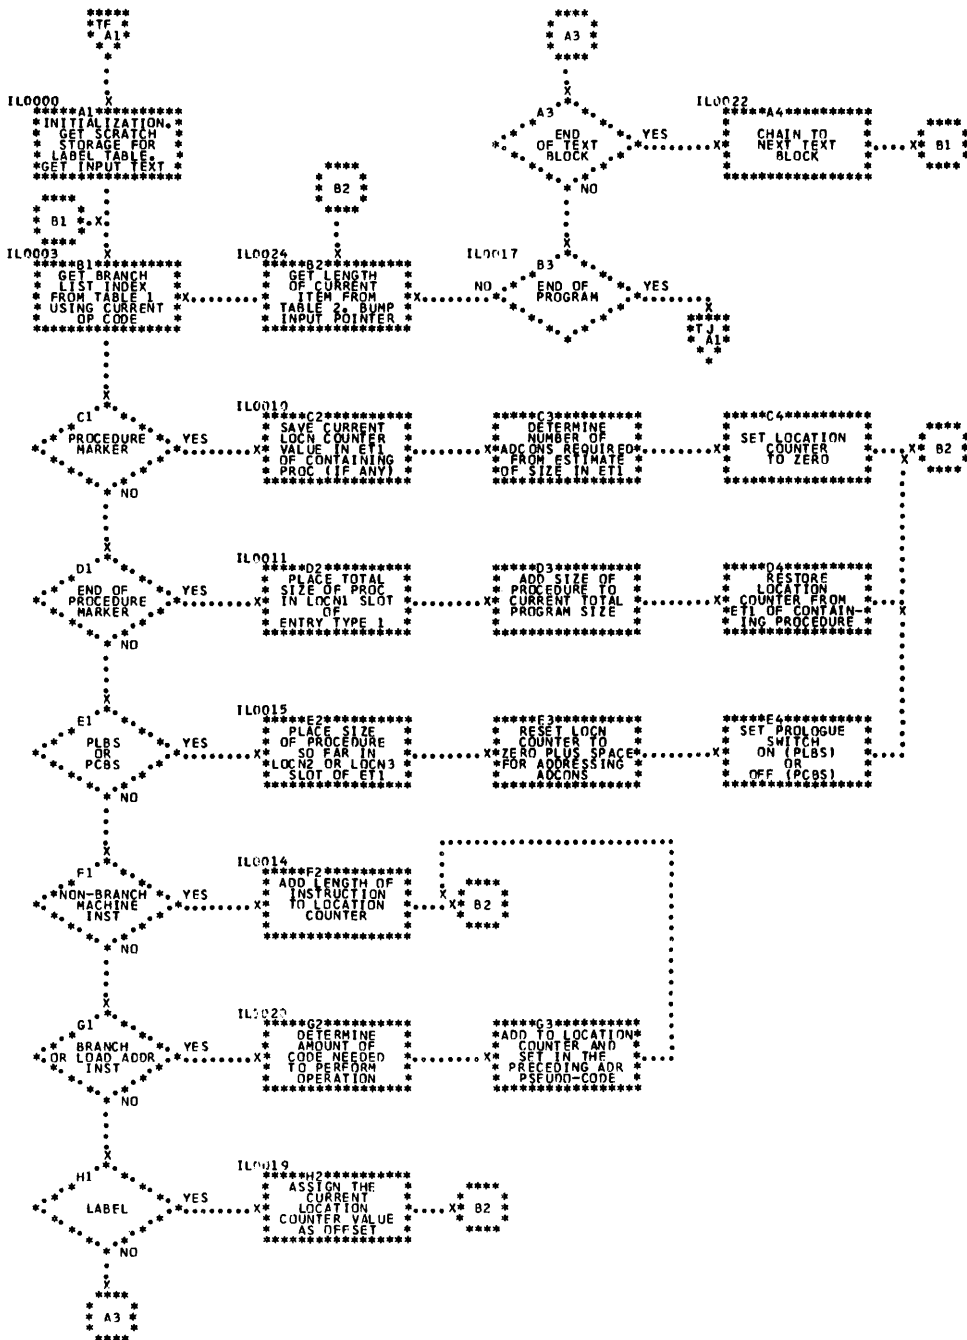 TF
A1
A3
IL0000
A1
INITIALIZATION.
GET SCRATCH
STORAGE FOR
LABEL TABLE.
GET INPUT TEXT
A3
END
OF TEXT
BLOCK
YES
NO
IL0022
A4
CHAIN TO
NEXT TEXT
BLOCK
B1
B1
B2
IL0003
B1
GET BRANCH
LIST INDEX
FROM TABLE 1
USING CURRENT
OP CODE
IL0024
B2
GET LENGTH
OF CURRENT
ITEM FROM
TABLE 2. BUMP
INPUT POINTER
IL0017
B3
END OF
PROGRAM
NO
YES
TJ
A1
C1
PROCEDURE
MARKER
YES
NO
IL0010
C2
SAVE CURRENT
LOCN COUNTER
VALUE IN ET1
OF CONTAINING
PROC (IF ANY)
C3
DETERMINE
NUMBER OF
ADCONS REQUIRED
FROM ESTIMATE
OF SIZE IN ET1
C4
SET LOCATION
COUNTER
TO ZERO
B2
D1
END OF
PROCEDURE
MARKER
YES
NO
IL0011
D2
PLACE TOTAL
SIZE OF PROC
IN LOCN1 SLOT
OF
ENTRY TYPE 1
D3
ADD SIZE OF
PROCEDURE TO
CURRENT TOTAL
PROGRAM SIZE
D4
RESTORE
LOCATION
COUNTER FROM
ET1 OF CONTAIN-
ING PROCEDURE
E1
PLBS
OR
PCBS
YES
NO
IL0015
E2
PLACE SIZE
OF PROCEDURE
SO FAR IN
LOCN2 OR LOCN3
SLOT OF ET1
E3
RESET LOCN
COUNTER TO
ZERO PLUS SPACE
FOR ADDRESSING
ADCONS
E4
SET PROLOGUE
SWITCH
ON (PLBS)
OR
OFF (PCBS)
F1
NON-BRANCH
MACHINE
INST
YES
NO
IL0014
F2
ADD LENGTH OF
INSTRUCTION
TO LOCATION
COUNTER
B2
G1
BRANCH
OR LOAD ADDR
INST
YES
NO
IL0020
G2
DETERMINE
AMOUNT OF
CODE NEEDED
TO PERFORM
OPERATION
G3
ADD TO LOCATION
COUNTER AND
SET IN THE
PRECEDING ADR
PSEUDO-CODE
H1
LABEL
YES
NO
IL0019
H2
ASSIGN THE
CURRENT
LOCATION
COUNTER VALUE
AS OFFSET
B2
A3